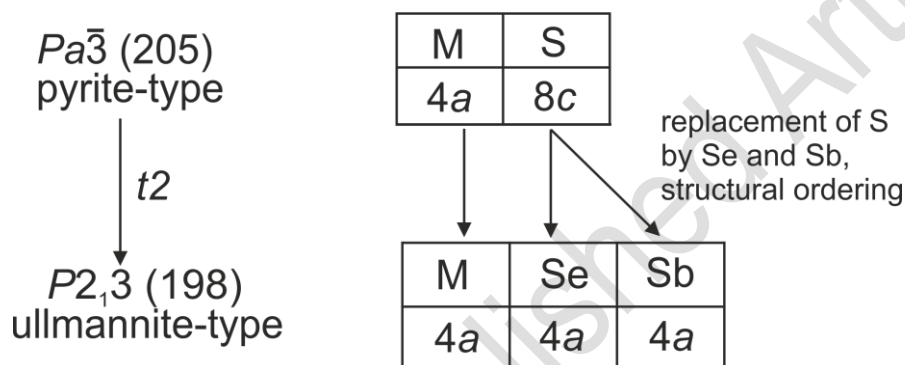 Pa3̅ (205)
pyrite-type
t2
P2₁3 (198)
ullmannite-type
M S
4a 8c
replacement of S
by Se and Sb,
structural ordering
M Se Sb
4a 4a 4a